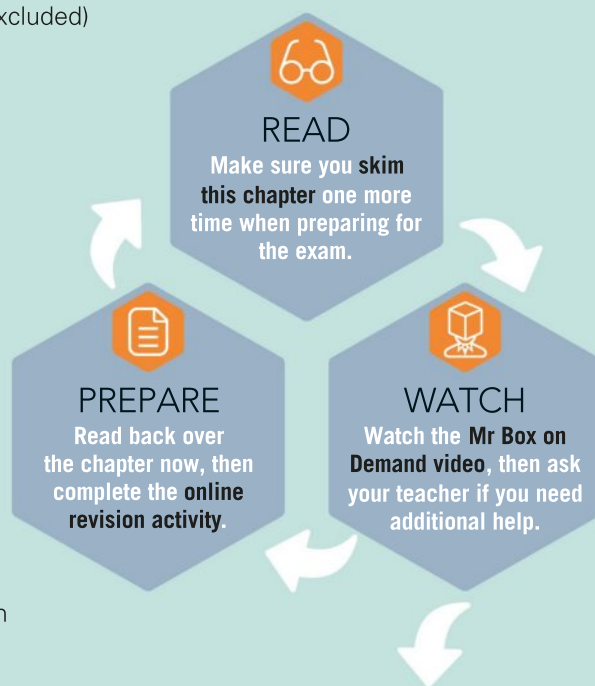 xcluded)
READ
Make sure you skim
this chapter one more
time when preparing for
the exam.
PREPARE
Read back over
the chapter now, then
complete the online
revision activity.
WATCH
Watch the Mr Box on
Demand video, then ask
your teacher if you need
additional help.
n